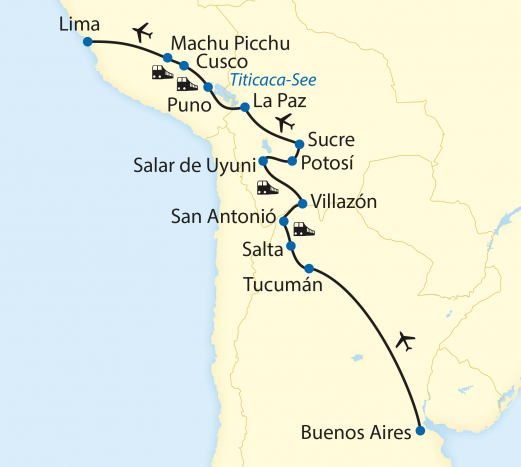 Lima
Machu Picchu
Cusco
Titicaca-See
Puno
La Paz
Sucre
Salar de Uyuni
Potosí
Villazón
San Antonió
Salta
Tucumán
Buenos Aires